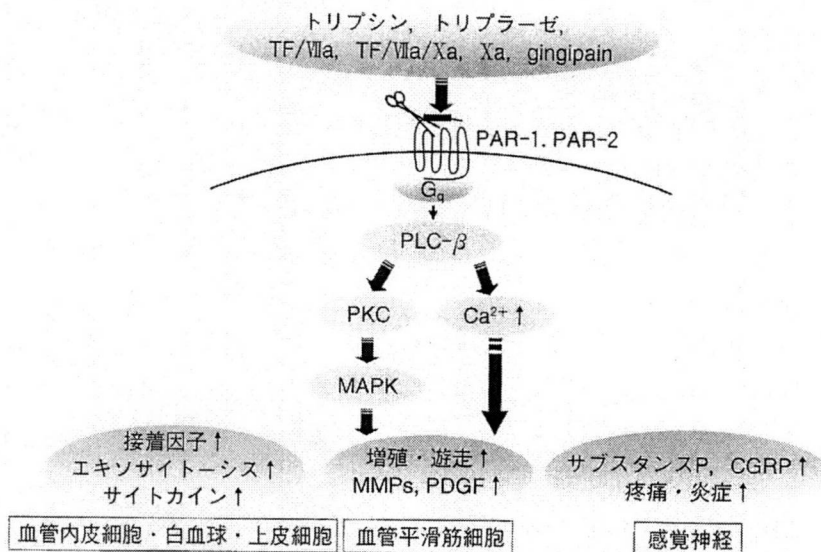 トリプシン, トリプラーゼ,
TF/Ⅶa, TF/Ⅶa/Xa, Xa, gingipain
PAR-1. PAR-2
Gq
PLC-β
PKC
Ca²⁺↑
MAPK
接着因子↑
エキソサイトーシス↑
サイトカイン↑
増殖・遊走↑
MMPs, PDGF↑
サブスタンスP, CGRP↑
疼痛・炎症↑
血管内皮細胞・白血球・上皮細胞
血管平滑筋細胞
感覚神経